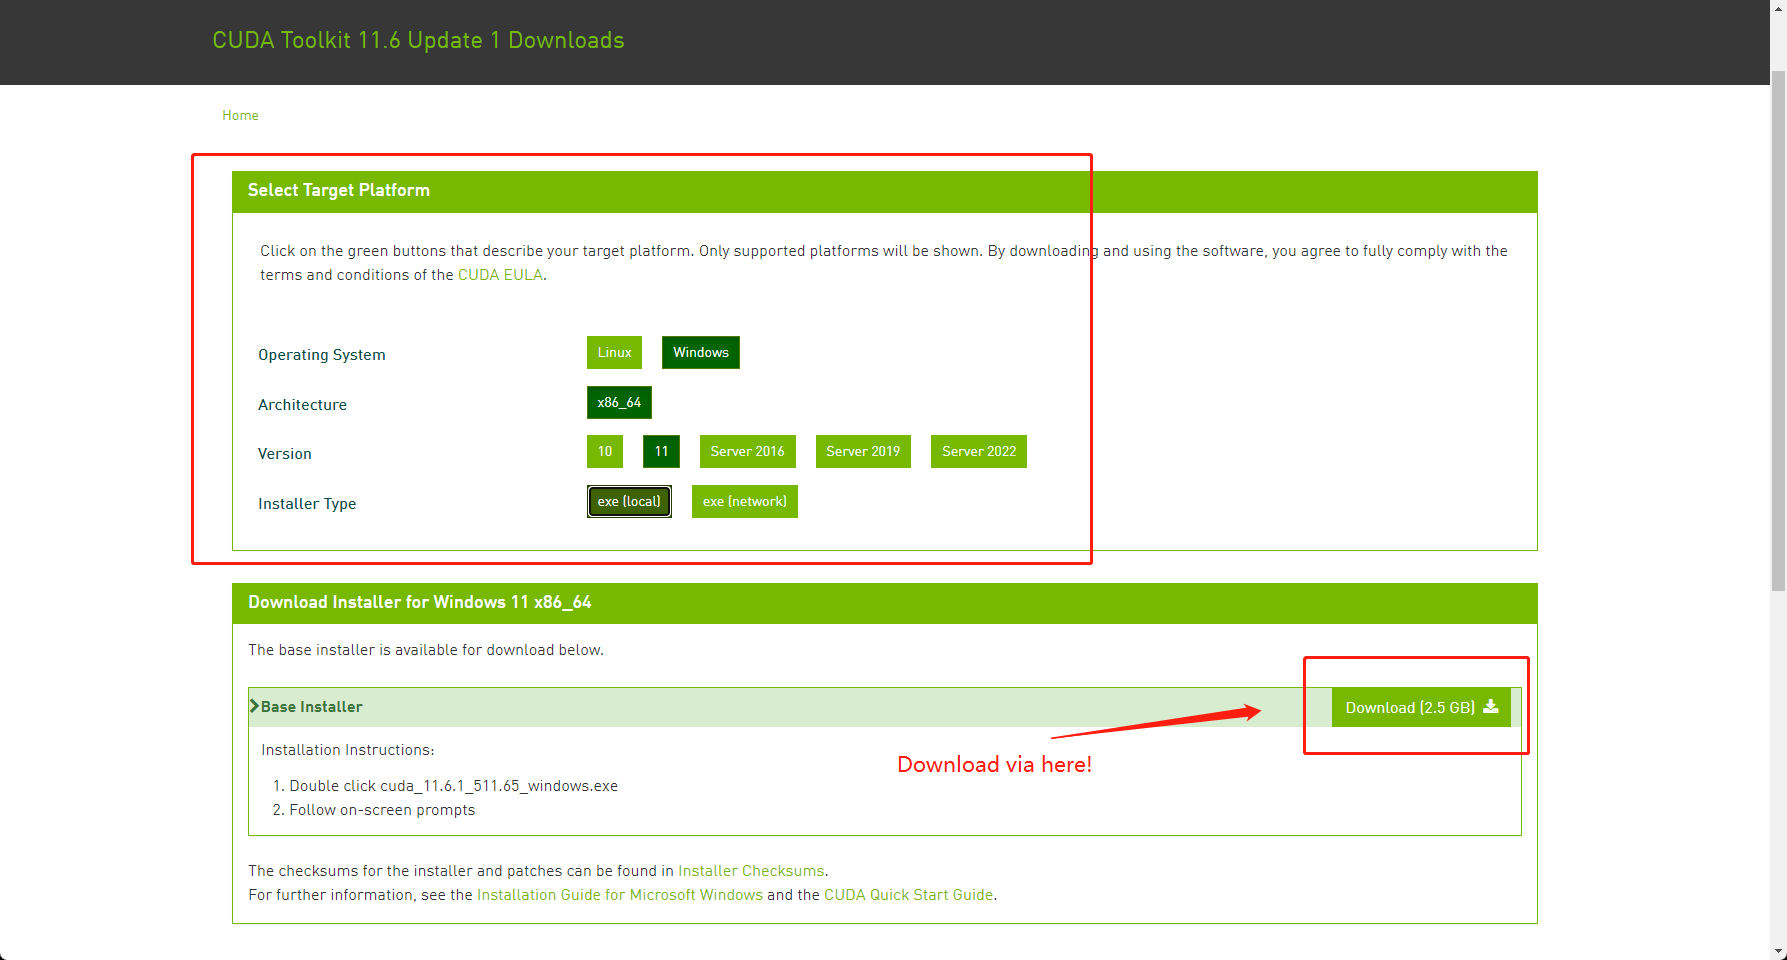 CUDA Toolkit 11.6 Update 1 Downloads
Home
Select Target Platform
Click on the green buttons that describe your target platform. Only supported platforms will be shown. By downloading and using the software, you agree to fully comply with the
terms and conditions of the CUDA EULA.
Operating System
Linux
Windows
Architecture
x86_64
Version
10
11
Server 2016
Server 2019
Server 2022
Installer Type
exe (local)
exe (network)
Download Installer for Windows 11 x86_64
The base installer is available for download below.
Base Installer
Download (2.5 GB)
Installation Instructions:
Download via here!
1. Double click cuda_11.6.1_511.65_windows.exe
2. Follow on-screen prompts
The checksums for the installer and patches can be found in Installer Checksums.
For further information, see the Installation Guide for Microsoft Windows and the CUDA Quick Start Guide.